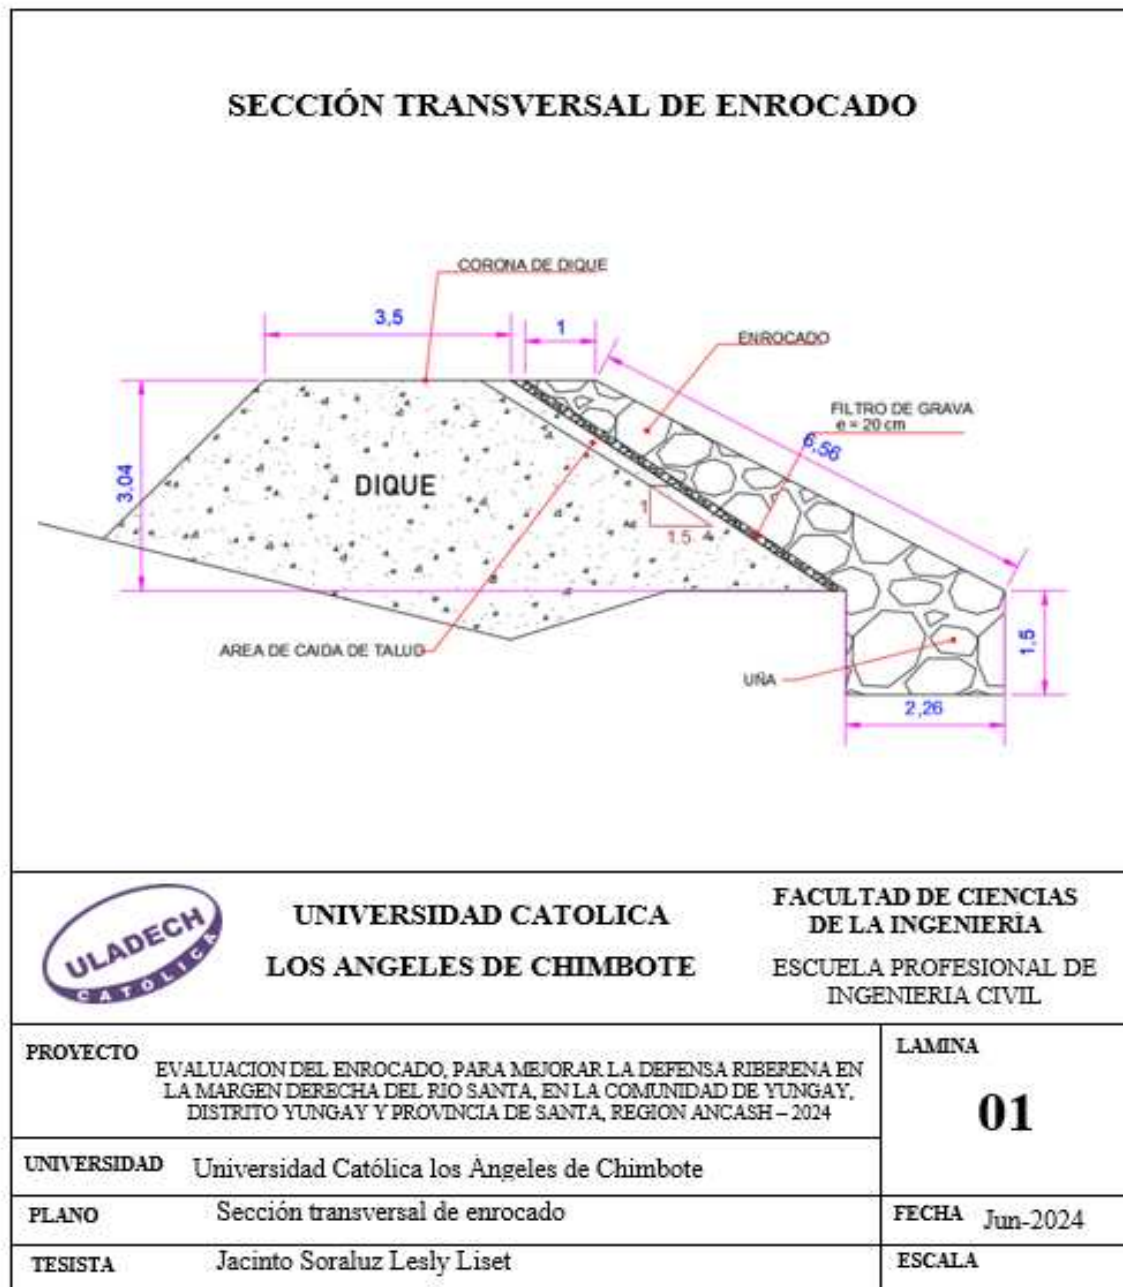 SECCIÓN TRANSVERSAL DE ENROCADO
CORONA DE DIQUE
3,5
1
ENROCADO
FILTRO DE GRAVA
e = 20 cm
6,56
3.04
DIQUE
1
1.5
AREA DE CAIDA DE TALUD
UÑA
1,5
2,26
ULADECH
CATOLICA
UNIVERSIDAD CATOLICA
LOS ANGELES DE CHIMBOTE
FACULTAD DE CIENCIAS
DE LA INGENIERÍA
ESCUELA PROFESIONAL DE
INGENIERIA CIVIL
PROYECTO
EVALUACION DEL ENROCADO, PARA MEJORAR LA DEFENSA RIBERENA EN
LA MARGEN DERECHA DEL RIO SANTA, EN LA COMUNIDAD DE YUNGAY,
DISTRITO YUNGAY Y PROVINCIA DE SANTA, REGION ANCASH – 2024
LAMINA
01
UNIVERSIDAD Universidad Católica los Ángeles de Chimbote
PLANO Sección transversal de enrocado
FECHA Jun-2024
TESISTA Jacinto Soraluz Lesly Liset
ESCALA